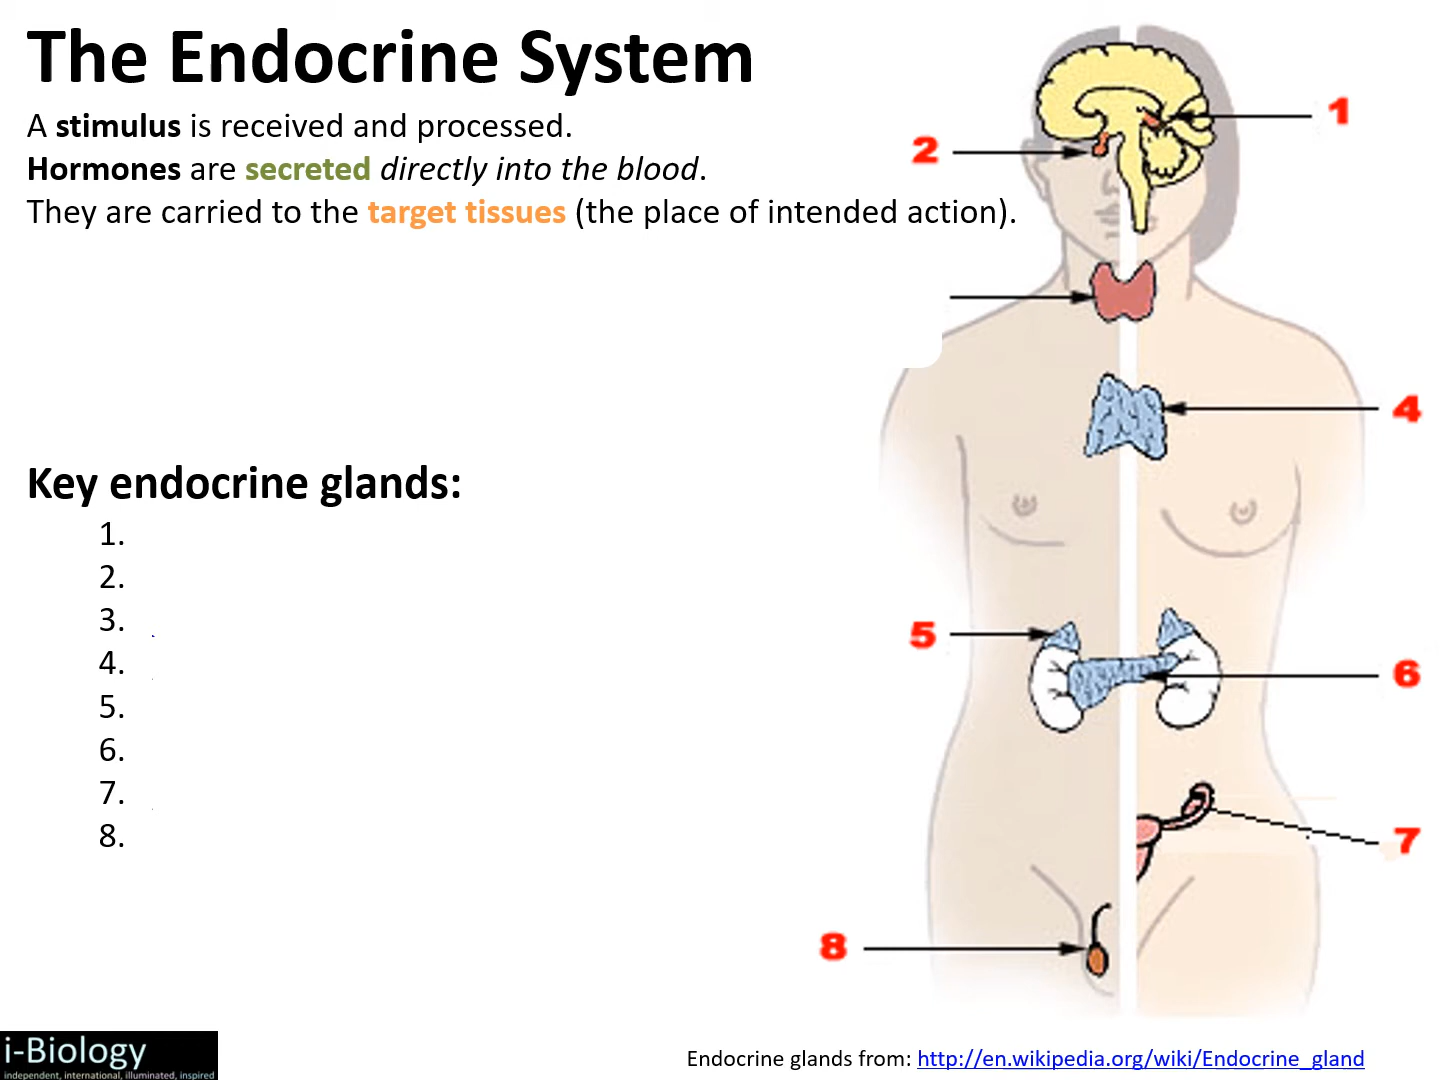 The Endocrine System
A stimulus is received and processed.
Hormones are secreted directly into the blood.
They are carried to the target tissues (the place of intended action).
Key endocrine glands:
1.
2.
3.
4.
5.
6.
7.
8.
1
2
4
5
6
7
8
i-Biology
independent, international, illuminated, inspired
Endocrine glands from: http://en.wikipedia.org/wiki/Endocrine_gland